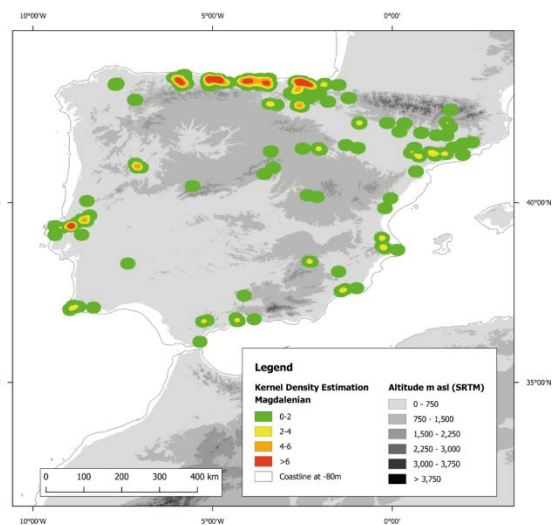 10°00'W 5°00'W 0°00'
40°00'N 40°00'N
35°00'N 35°00'N
Legend
Kernel Density Estimation
Magdalenian
0-2
2-4
4-6
>6
Coastline at -80m
Altitude m asl (SRTM)
0 - 750
750 - 1,500
1,500 - 2,250
2,250 - 3,000
3,000 - 3,750
> 3,750
0 100 200 300 400 km
10°00'W 5°00'W 0°00'